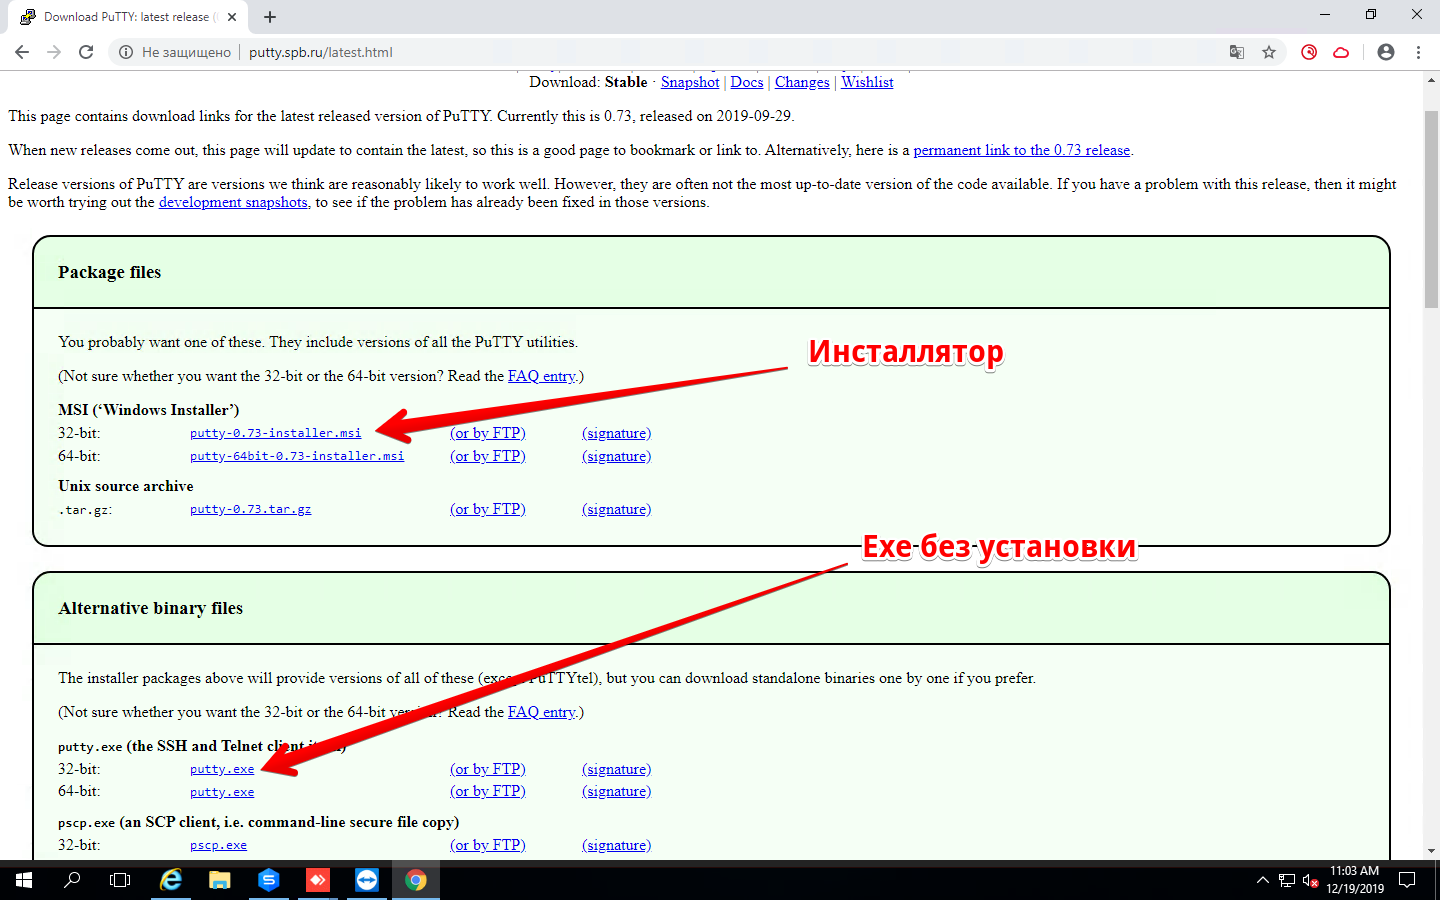 Download PuTTY: latest release (
Не защищено | putty.spb.ru/latest.html
Download: Stable · Snapshot | Docs | Changes | Wishlist
This page contains download links for the latest released version of PuTTY. Currently this is 0.73, released on 2019-09-29.
When new releases come out, this page will update to contain the latest, so this is a good page to bookmark or link to. Alternatively, here is a permanent link to the 0.73 release.
Release versions of PuTTY are versions we think are reasonably likely to work well. However, they are often not the most up-to-date version of the code available. If you have a problem with this release, then it might
be worth trying out the development snapshots, to see if the problem has already been fixed in those versions.
Package files
You probably want one of these. They include versions of all the PuTTY utilities.
Инсталлятор
(Not sure whether you want the 32-bit or the 64-bit version? Read the FAQ entry.)
MSI (‘Windows Installer’)
32-bit: putty-0.73-installer.msi (or by FTP) (signature)
64-bit: putty-64bit-0.73-installer.msi (or by FTP) (signature)
Unix source archive
.tar.gz: putty-0.73.tar.gz (or by FTP) (signature)
Exe без установки
Alternative binary files
The installer packages above will provide versions of all of these (except PuTTYtel), but you can download standalone binaries one by one if you prefer.
(Not sure whether you want the 32-bit or the 64-bit version? Read the FAQ entry.)
putty.exe (the SSH and Telnet client itself)
32-bit: putty.exe (or by FTP) (signature)
64-bit: putty.exe (or by FTP) (signature)
pscp.exe (an SCP client, i.e. command-line secure file copy)
32-bit: pscp.exe (or by FTP) (signature)
11:03 AM
12/19/2019